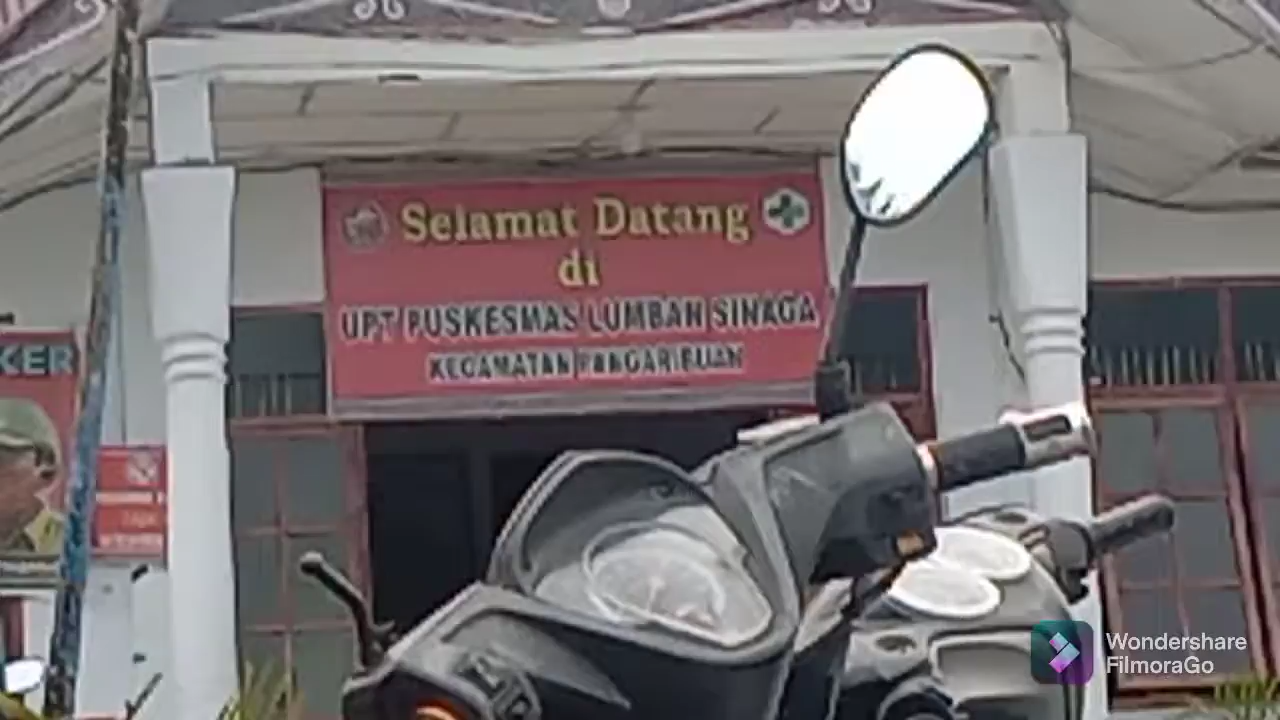 Selamat Datang
di
UPT PUSKESMAS LUMBAN SINAGA
KECAMATAN PANGARIBUAN
KER
Wondershare
FilmoraGo